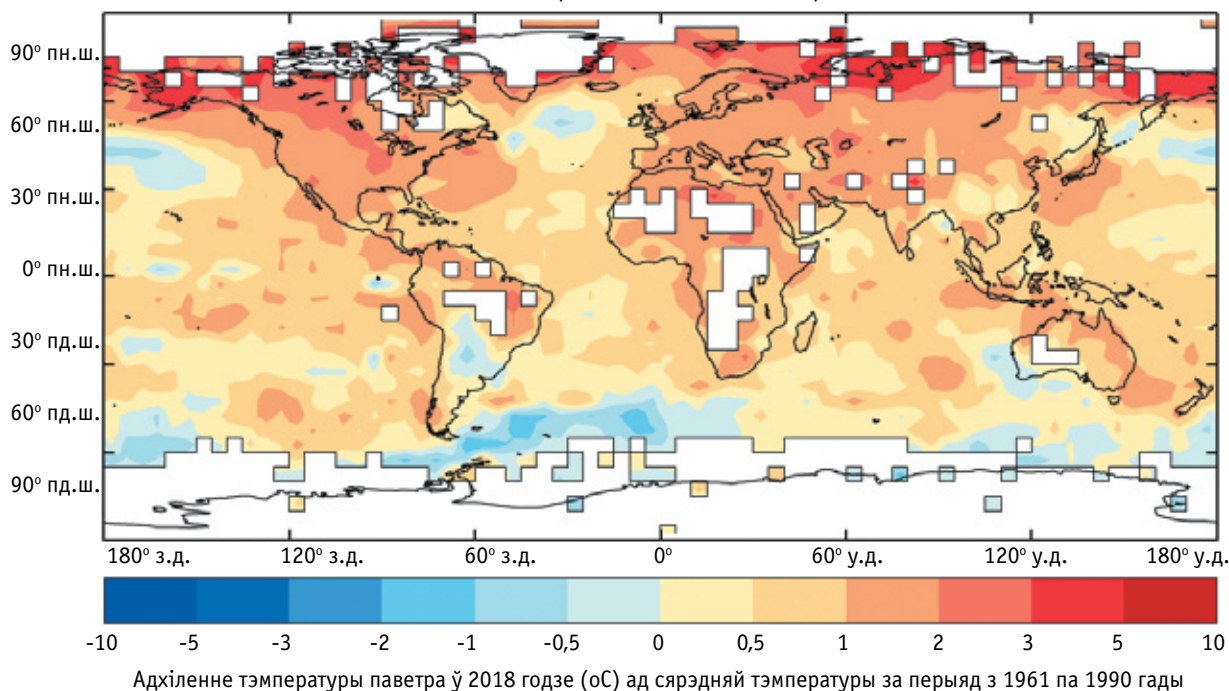 90° пн.ш.
60° пн.ш.
30° пн.ш.
0° пн.ш.
30° пд.ш.
60° пд.ш.
90° пд.ш.
180° з.д. 120° з.д. 60° з.д. 0° 60° у.д. 120° у.д. 180° у.д.
-10 -5 -3 -2 -1 -0,5 0 0,5 1 2 3 5 10
Адхіленне тэмпературы паветра ў 2018 годзе (оС) ад сярэдняй тэмпературы за перыяд з 1961 па 1990 гады